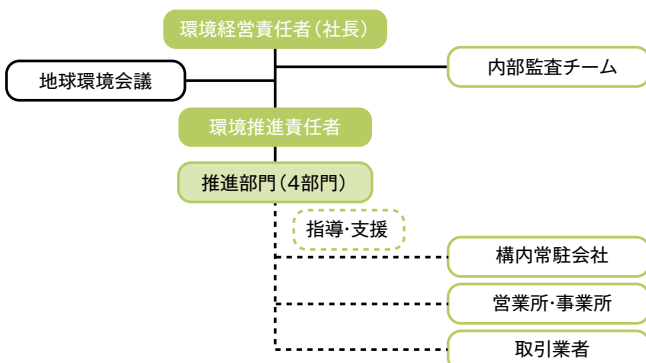 環境経営責任者（社長）
地球環境会議
内部監査チーム
環境推進責任者
推進部門（4部門）
指導・支援
構内常駐会社
営業所・事業所
取引業者